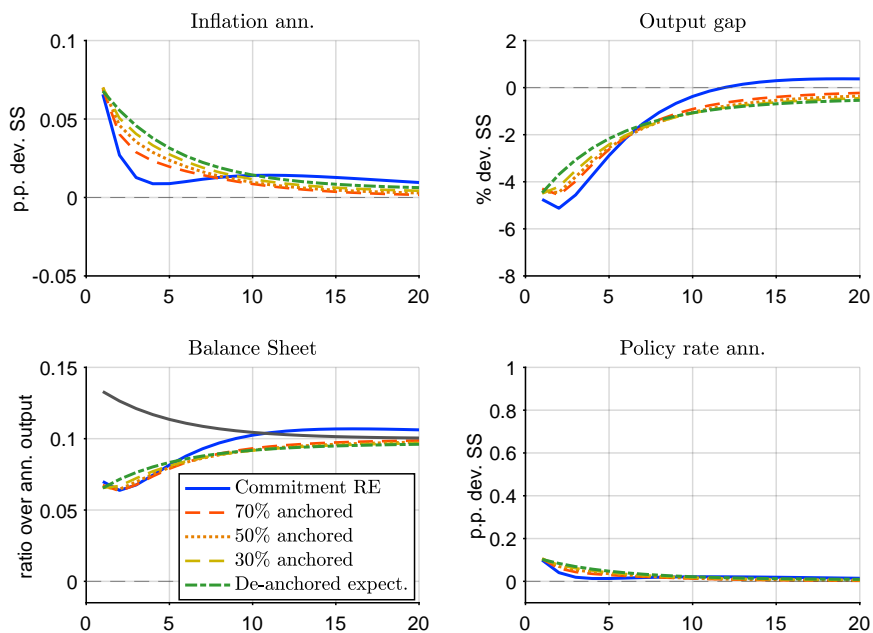 Inflation ann.
0.1
0.05
0
-0.05
p.p. dev. SS
0 5 10 15 20
Output gap
2
0
-2
-4
-6
-8
% dev. SS
0 5 10 15 20
Balance Sheet
0.15
0.1
0.05
0
ratio over ann. output
Commitment RE
70% anchored
50% anchored
30% anchored
De-anchored expect.
0 5 10 15 20
Policy rate ann.
1
0.8
0.6
0.4
0.2
0
p.p. dev. SS
0 5 10 15 20